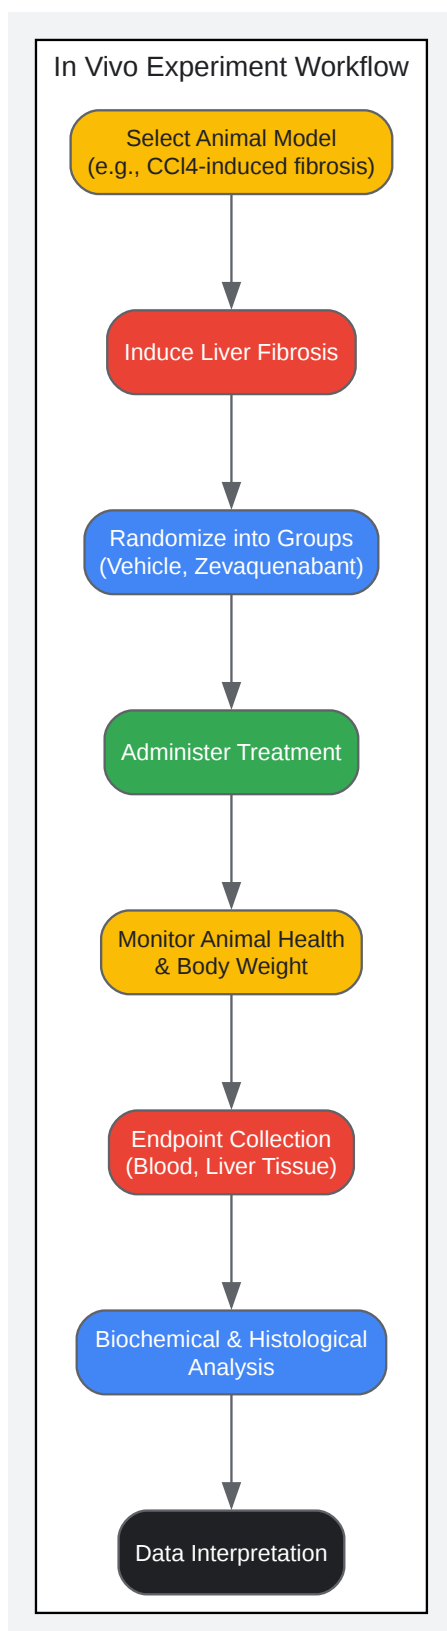 In Vivo Experiment Workflow
Select Animal Model
(e.g., CCl4-induced fibrosis)
Induce Liver Fibrosis
Randomize into Groups
(Vehicle, Zevaquenabant)
Administer Treatment
Monitor Animal Health
& Body Weight
Endpoint Collection
(Blood, Liver Tissue)
Biochemical & Histological
Analysis
Data Interpretation